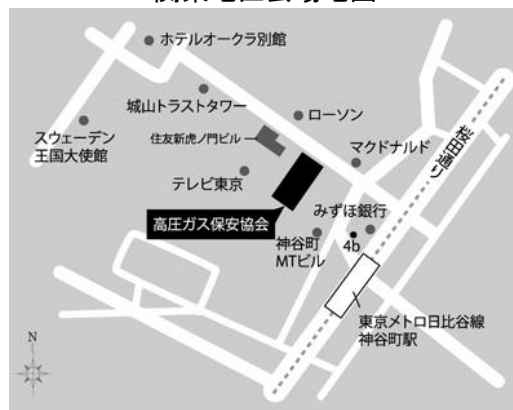 ホテルオークラ別館
城山トラストタワー
ローソン
スウェーデン
王国大使館
住友新虎ノ門ビル
マクドナルド
桜田通り
テレビ東京
高圧ガス保安協会
みずほ銀行
神谷町
MTビル
4b
東京メトロ日比谷線
神谷町駅
N